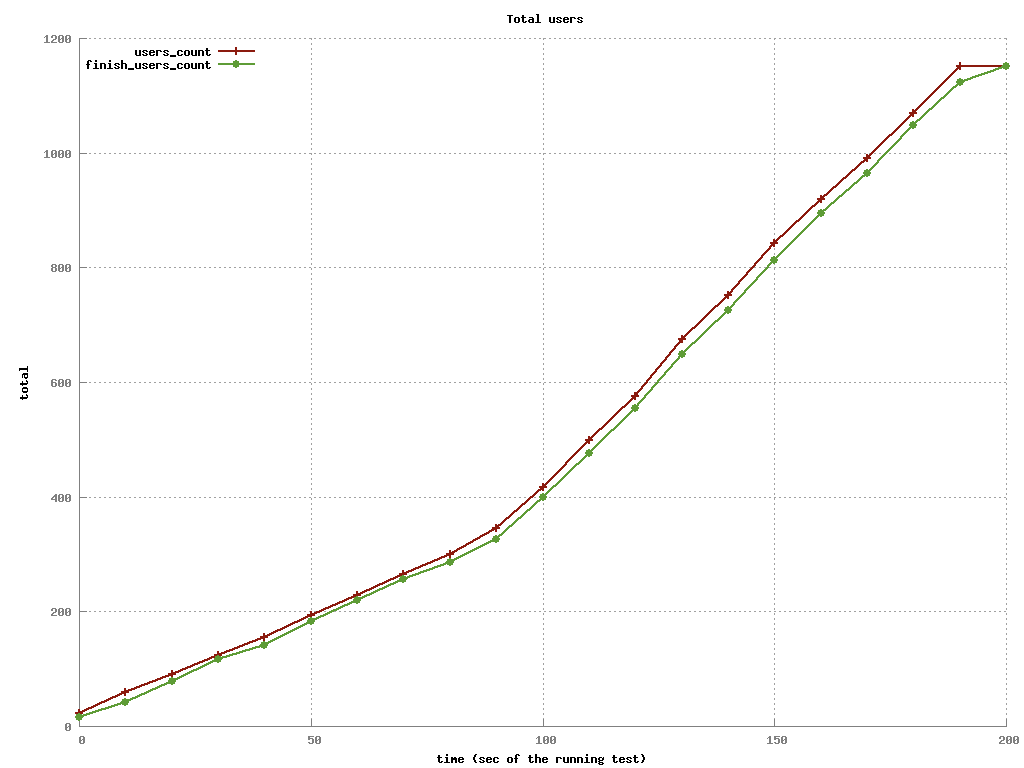 Total users
users_count
finish_users_count
1200
1000
800
600
400
200
0
total
0 50 100 150 200
time (sec of the running test)